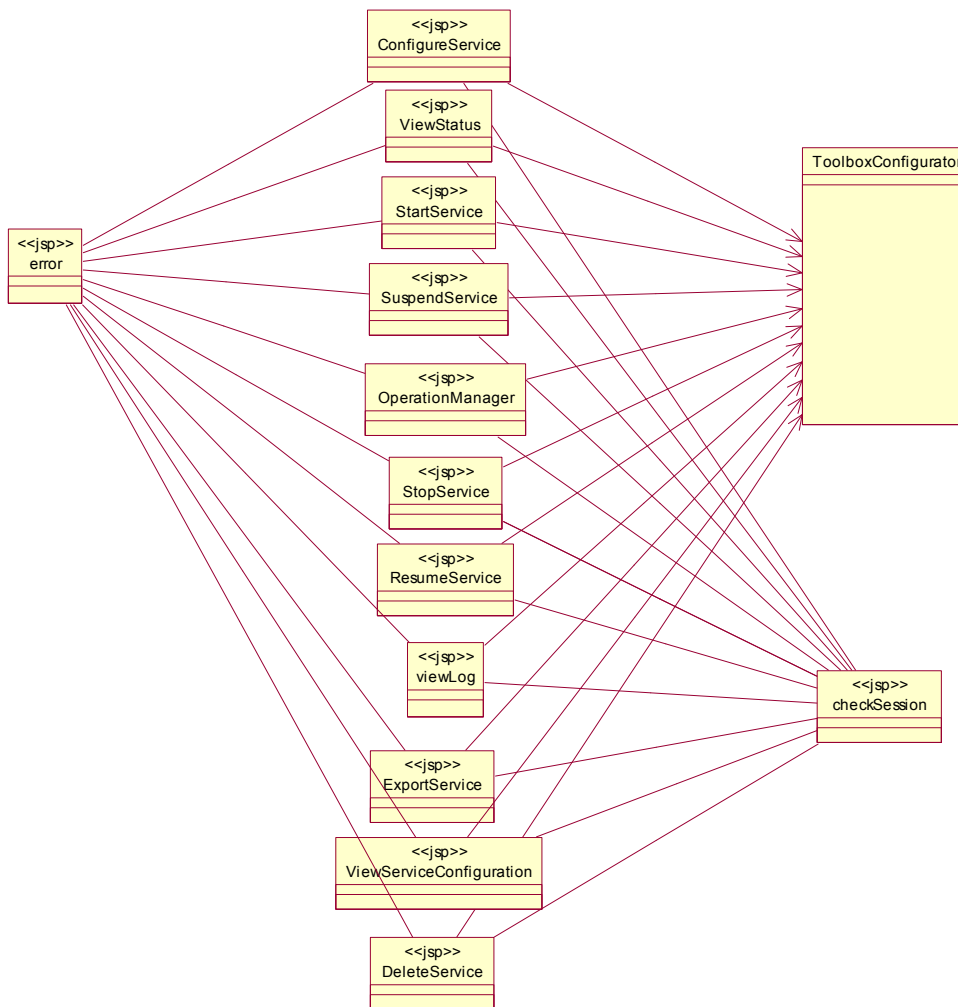 <<jsp>>
ConfigureService
<<jsp>>
ViewStatus
ToolboxConfigurator
<<jsp>>
StartService
<<jsp>>
error
<<jsp>>
SuspendService
<<jsp>>
OperationManager
<<jsp>>
StopService
<<jsp>>
ResumeService
<<jsp>>
viewLog
<<jsp>>
checkSession
<<jsp>>
ExportService
<<jsp>>
ViewServiceConfiguration
<<jsp>>
DeleteService